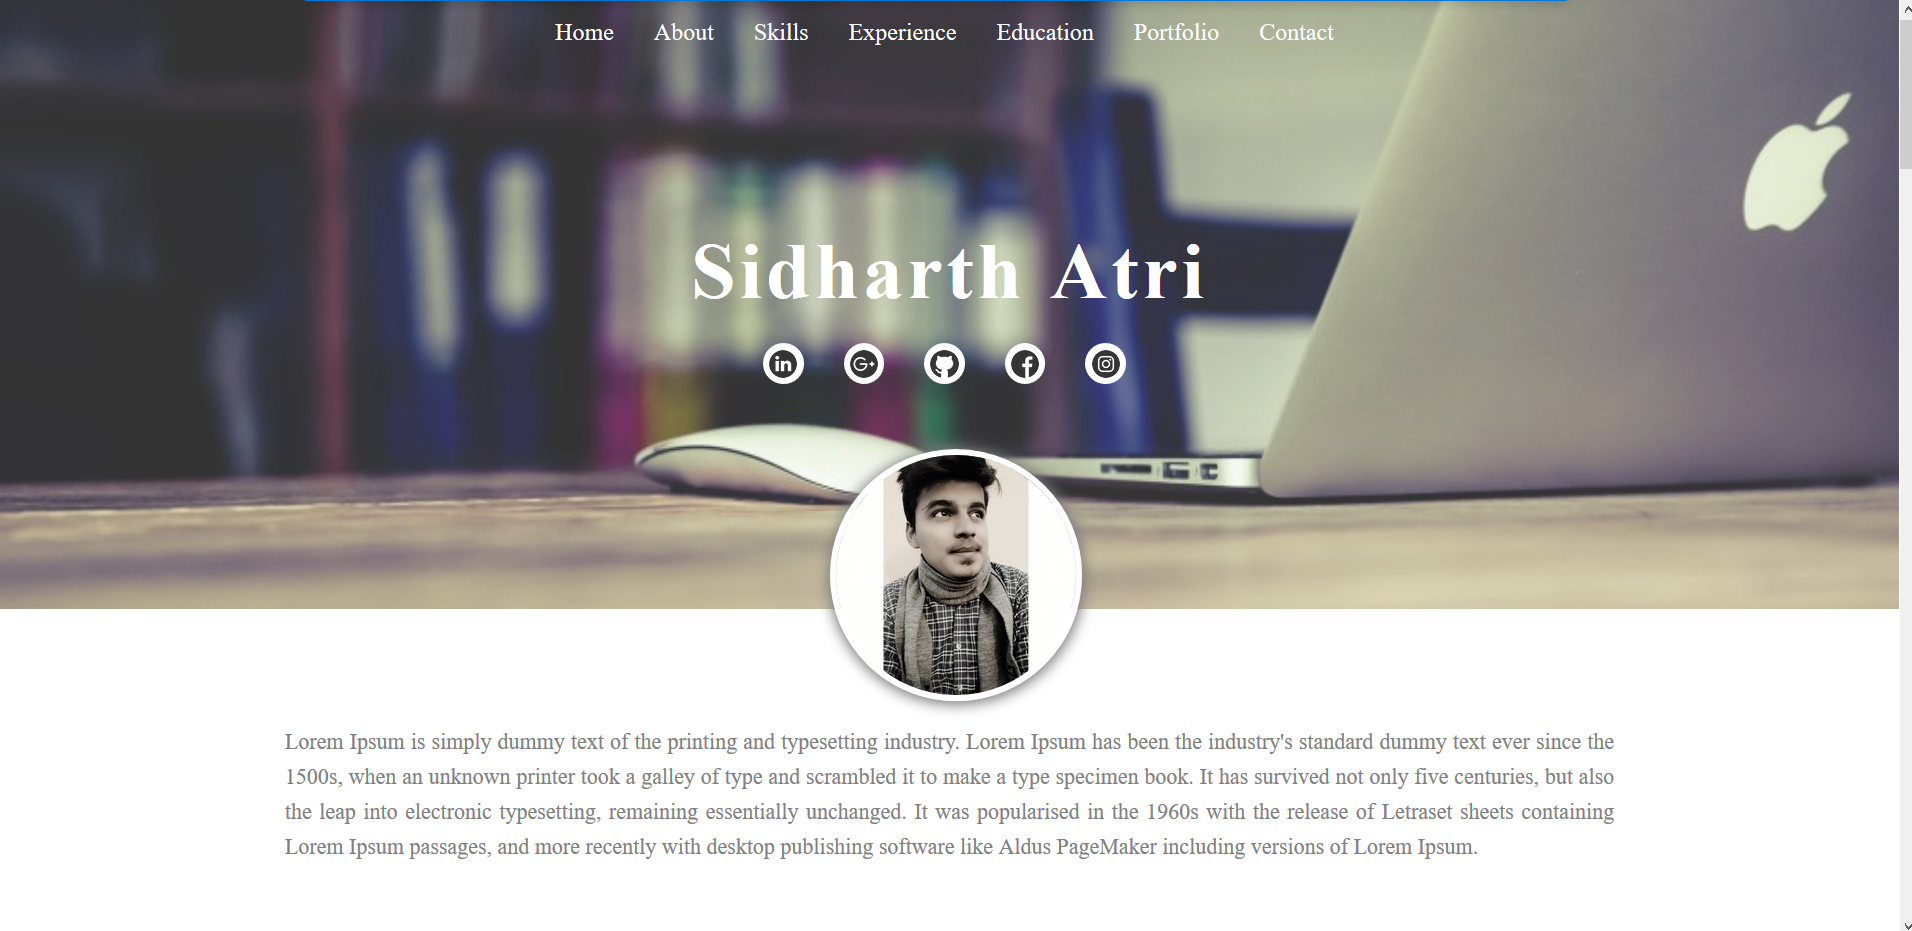 Home About Skills Experience Education Portfolio Contact
Sidharth Atri
in G+ f
Lorem Ipsum is simply dummy text of the printing and typesetting industry. Lorem Ipsum has been the industry's standard dummy text ever since the
1500s, when an unknown printer took a galley of type and scrambled it to make a type specimen book. It has survived not only five centuries, but also
the leap into electronic typesetting, remaining essentially unchanged. It was popularised in the 1960s with the release of Letraset sheets containing
Lorem Ipsum passages, and more recently with desktop publishing software like Aldus PageMaker including versions of Lorem Ipsum.